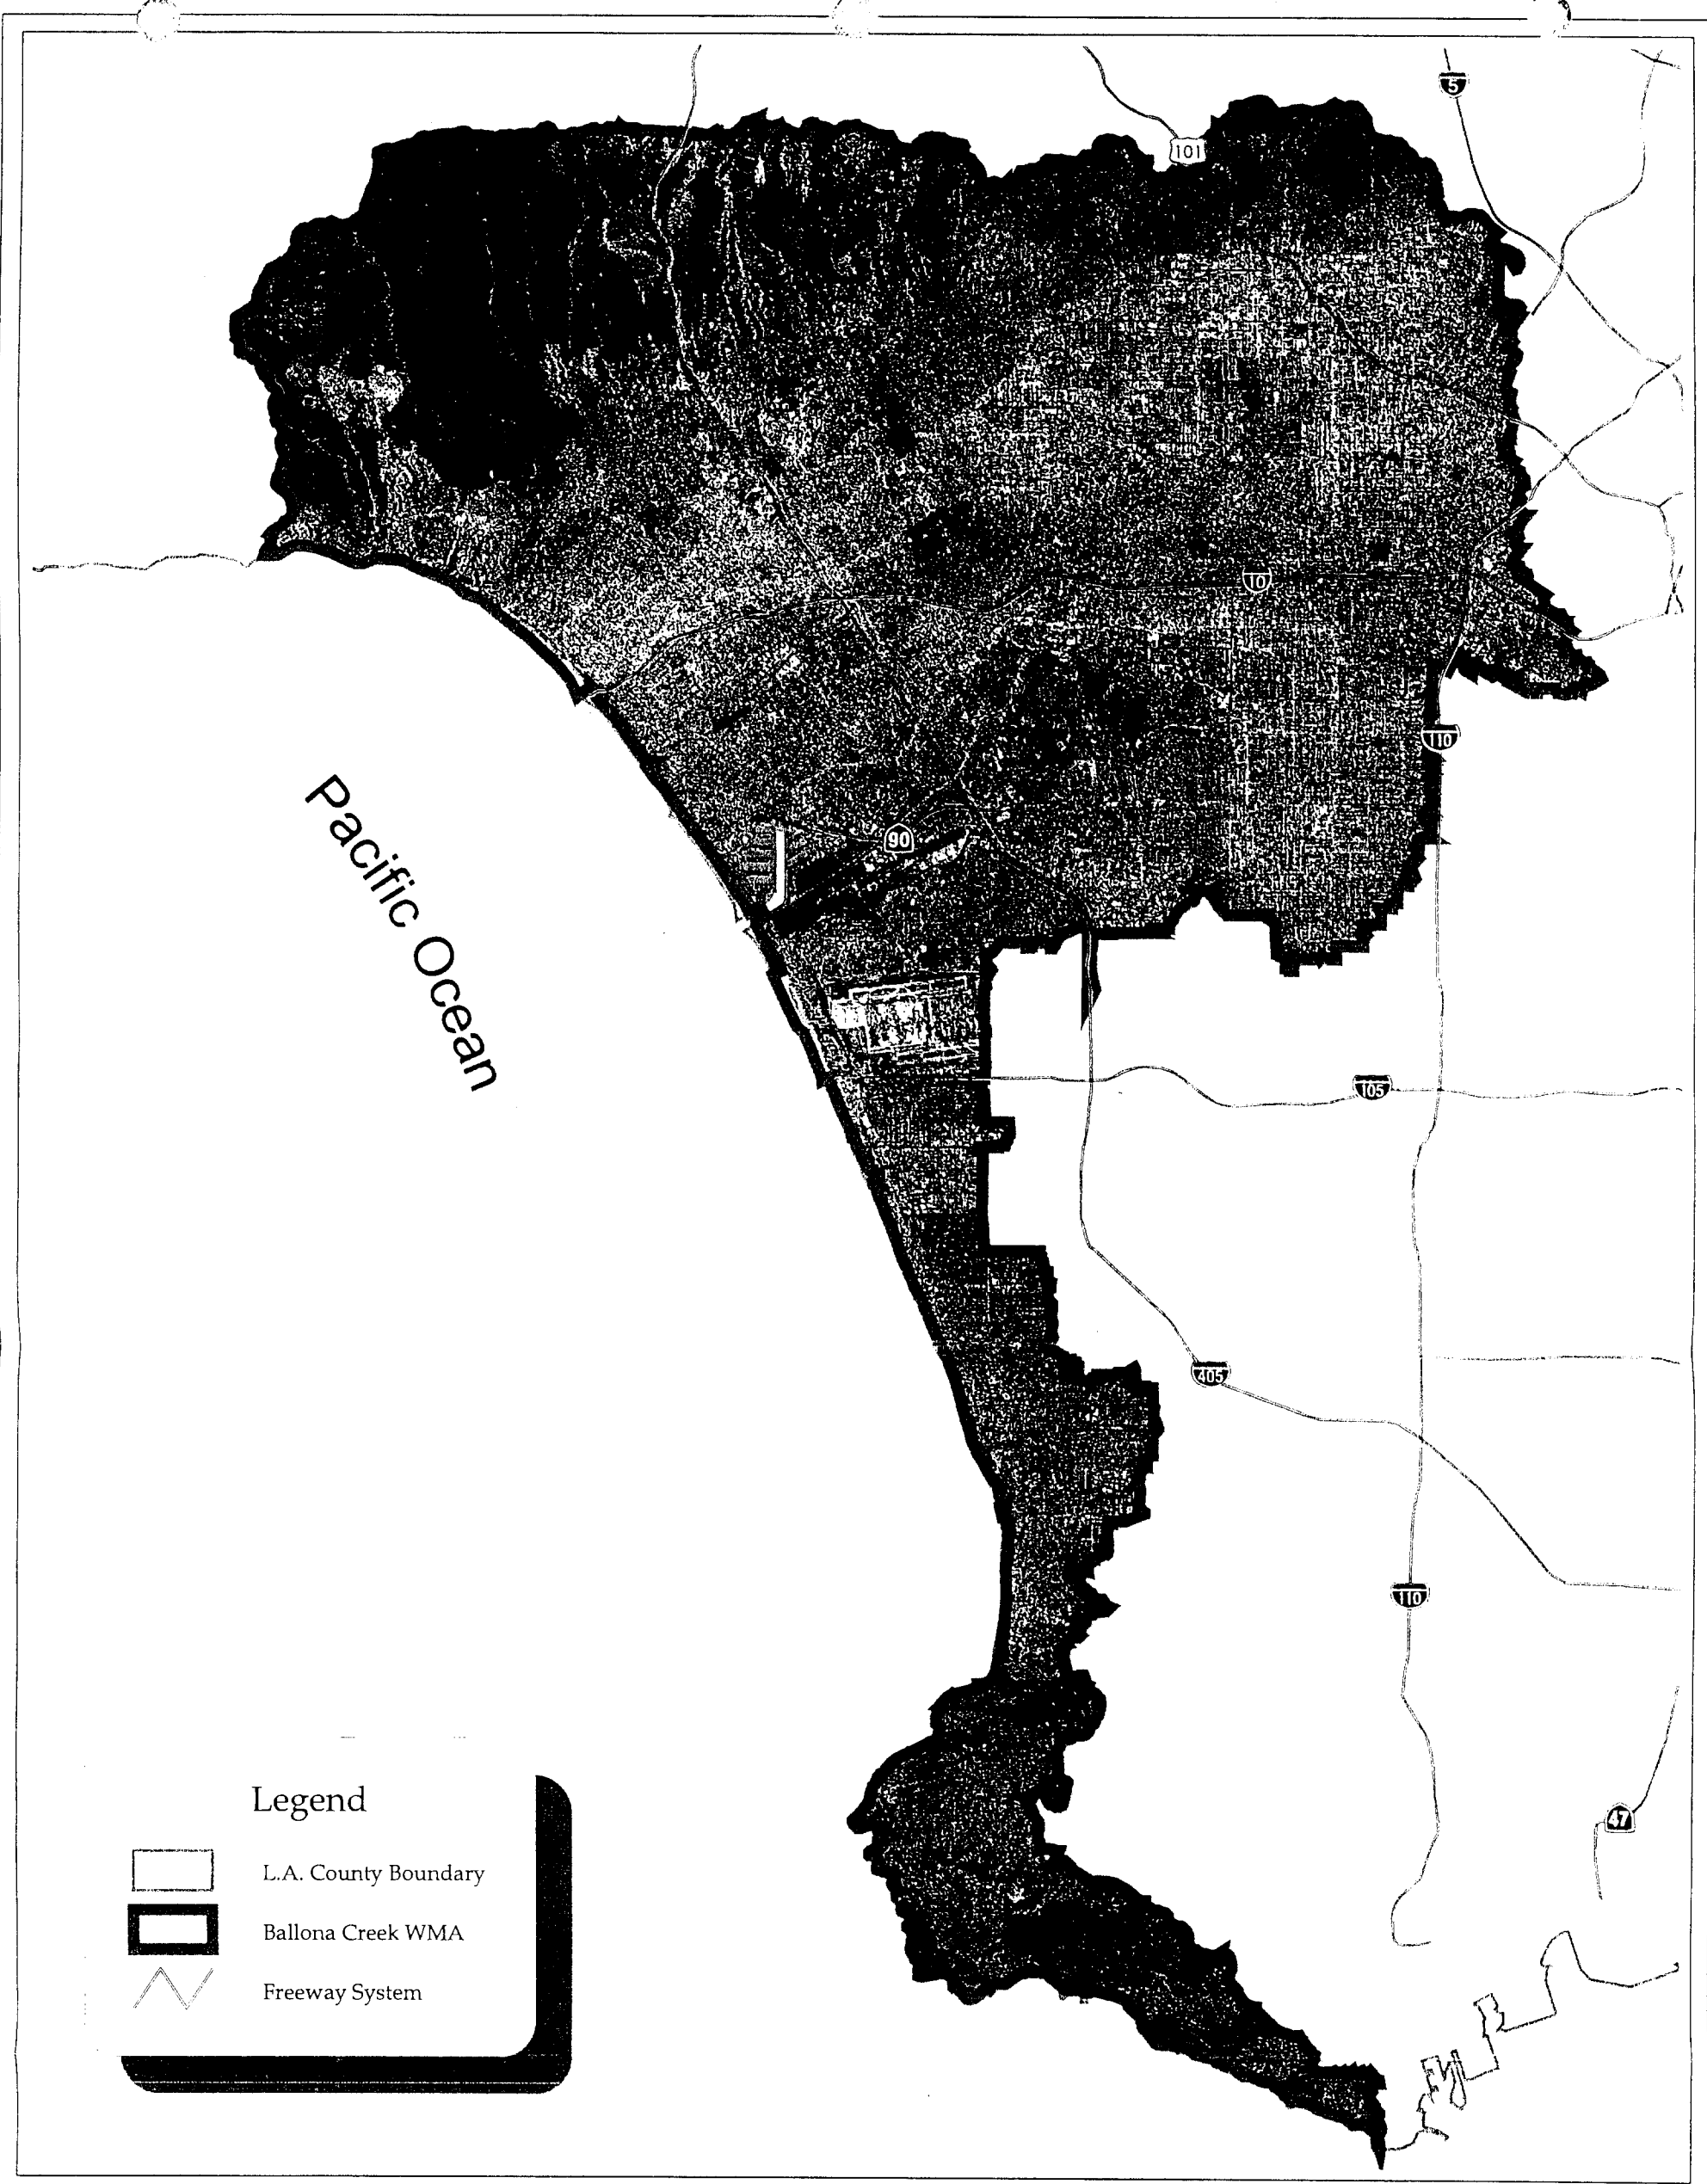 5
101
10
110
90
Pacific Ocean
105
405
110
47
Legend
L.A. County Boundary
Ballona Creek WMA
Freeway System